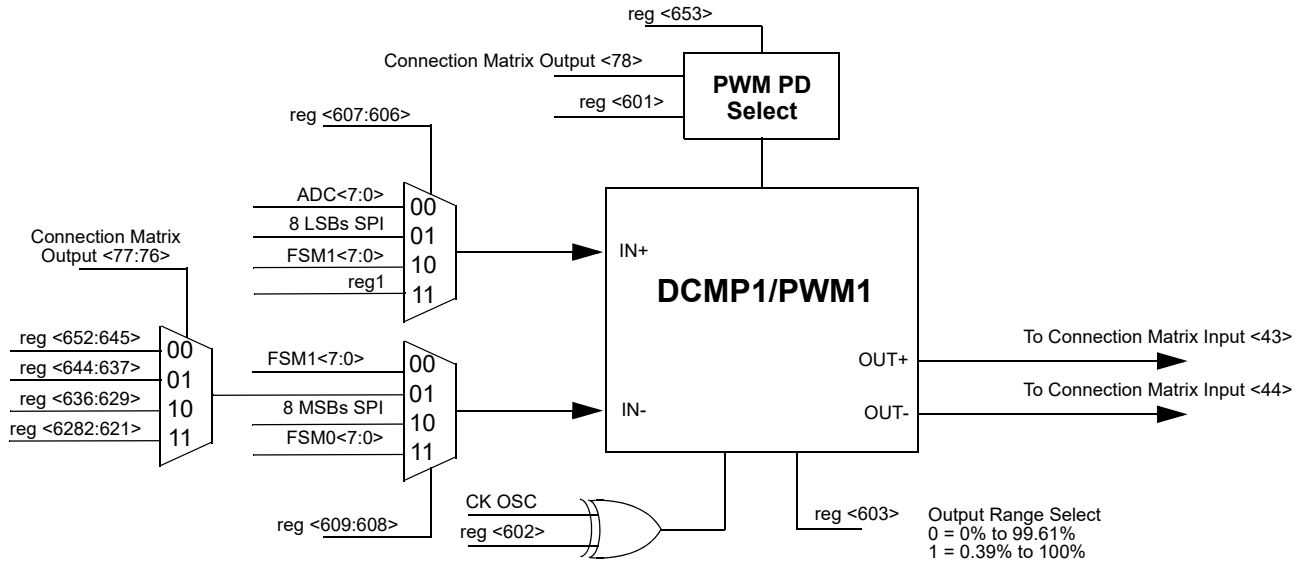 reg <653>
Connection Matrix Output <78>
reg <601>
PWM PD
Select
reg <607:606>
ADC<7:0>
8 LSBs SPI
FSM1<7:0>
reg1
00
01
10
11
Connection Matrix
Output <77:76>
reg <652:645>
reg <644:637>
reg <636:629>
reg <6282:621>
00
01
10
11
FSM1<7:0>
8 MSBs SPI
FSM0<7:0>
00
01
10
11
reg <609:608>
IN+
DCMP1/PWM1
IN-
OUT+
OUT-
To Connection Matrix Input <43>
To Connection Matrix Input <44>
CK OSC
reg <602>
reg <603>
Output Range Select
0 = 0% to 99.61%
1 = 0.39% to 100%